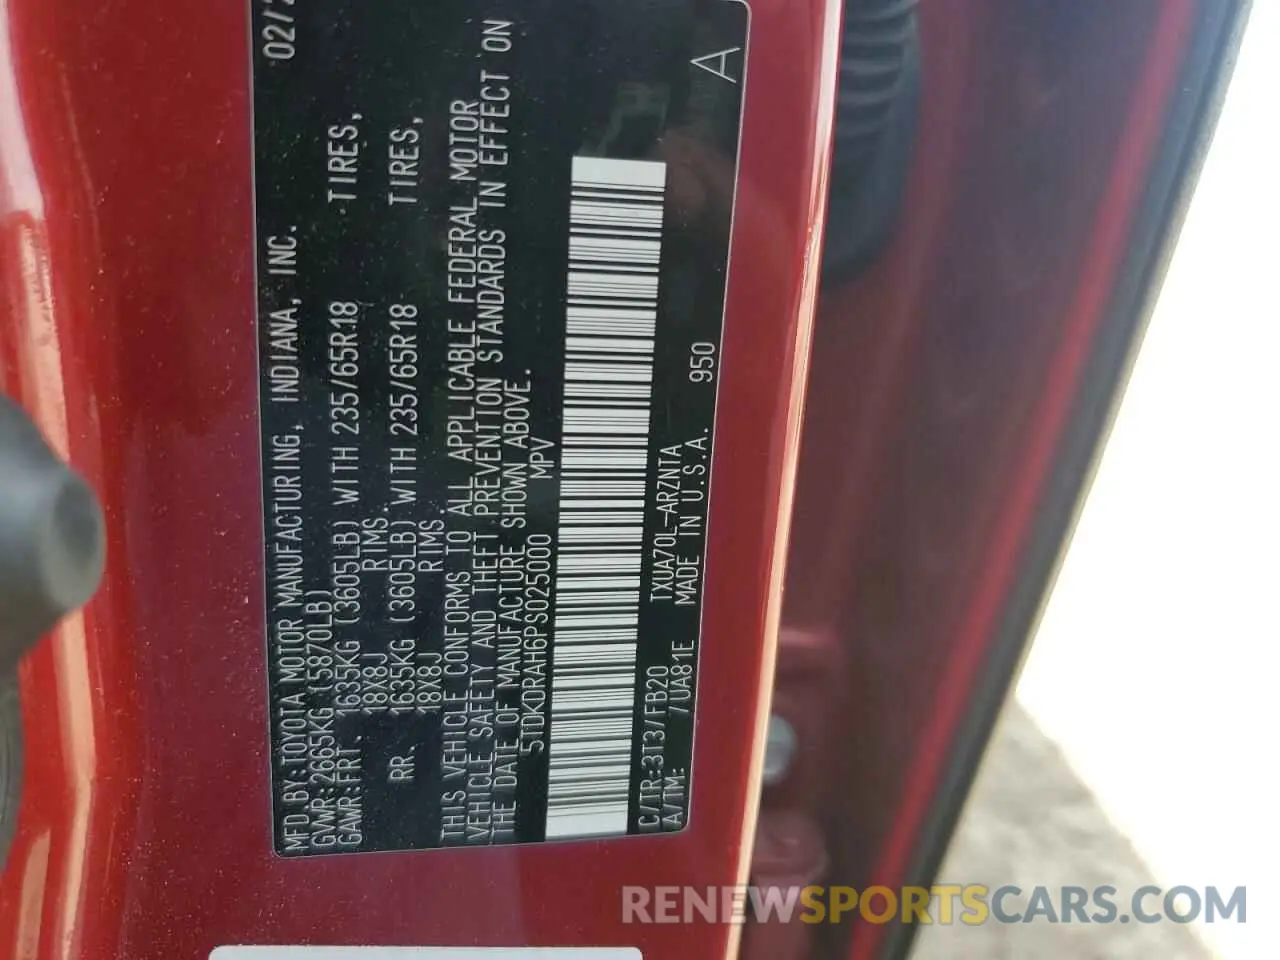 MFD.BY:TOYOTA MOTOR MANUFACTURING, INDIANA, INC. 02/
GVWR:2665KG(5870LB)
GAWR:FRT. 1635KG (3605LB) WITH 235/65R18 TIRES,
18X8J RIMS.
RR. 1635KG (3605LB) WITH 235/65R18 TIRES,
18X8J RIMS.
THIS VEHICLE CONFORMS TO ALL APPLICABLE FEDERAL MOTOR
VEHICLE SAFETY AND THEFT PREVENTION STANDARDS IN EFFECT ON
THE DATE OF MANUFACTURE SHOWN ABOVE.
5TDKDRAH6PS025000 MPV
C/TR:3T3/FB20 TXUA70L-ARZNTA
A/TM: /UA81E MADE IN U.S.A. 950
A
RENEWSPORTSCARS.COM